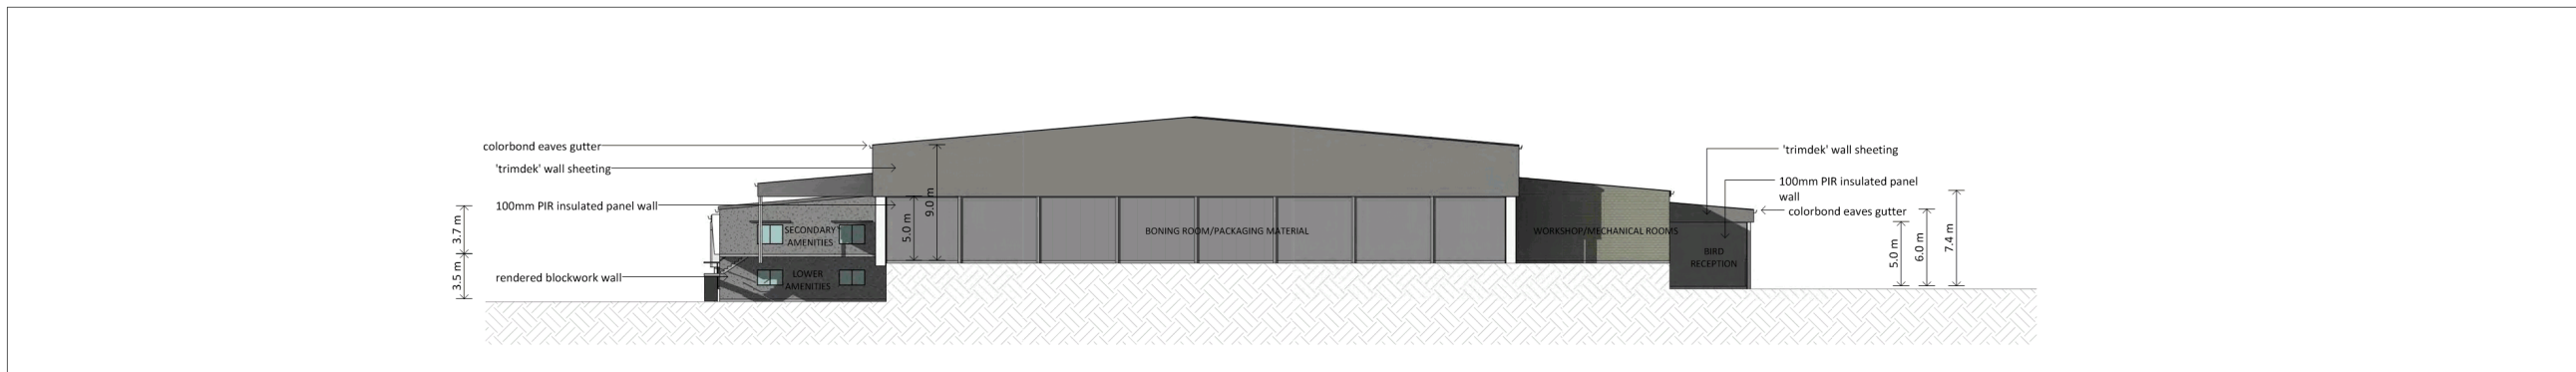 colorbond eaves gutter
'trimdek' wall sheeting
100mm PIR insulated panel wall
rendered blockwork wall
3.7 m
3.5 m
SECONDARY
AMENITIES
LOWER
AMENITIES
5.0 m
9.0 m
BONING ROOM/PACKAGING MATERIAL
WORKSHOP/MECHANICAL ROOMS
BIRD
RECEPTION
'trimdek' wall sheeting
100mm PIR insulated panel
wall
colorbond eaves gutter
5.0 m
6.0 m
7.4 m